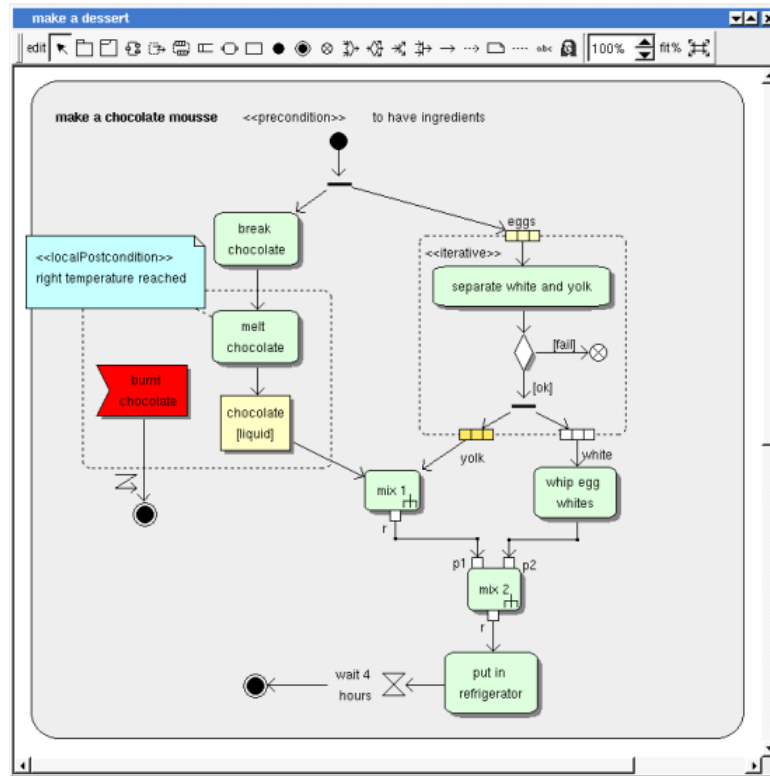 make a dessert
edit
abc
100%
fit%
make a chocolate mousse <<precondition>> to have ingredients
eggs
break
chocolate
<<localPostcondition>>
right temperature reached
<<iterative>>
separate white and yolk
melt
chocolate
[fail]
burnt
chocolate
[ok]
chocolate
[liquid]
yolk
white
mix 1
whip egg
whites
r
p1
p2
mix 2
r
put in
refrigerator
wait 4
hours